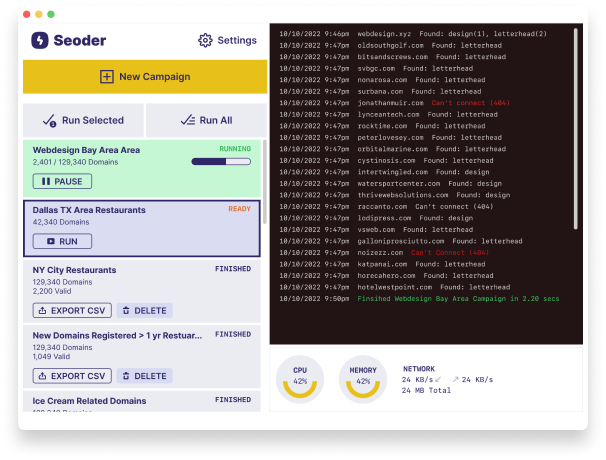 Seoder
Settings
New Campaign
Run Selected
Run All
Webdesign Bay Area Area
RUNNING
2,401 / 129,340 Domains
PAUSE
Dallas TX Area Restaurants
READY
42,340 Domains
RUN
NY City Restaurants
FINISHED
129,340 Domains
2,200 Valid
EXPORT CSV
DELETE
New Domains Registered > 1 yr Restuar...
FINISHED
129,340 Domains
1,049 Valid
EXPORT CSV
DELETE
Ice Cream Related Domains
FINISHED
10/10/2022 9:46pm webdesign.xyz Found: design(1), letterhead(2)
10/10/2022 9:47pm oldsouthgolf.com Found: letterhead
10/10/2022 9:47pm bitsandscrews.com Found: letterhead
10/10/2022 9:47pm svbgc.com Found: letterhead
10/10/2022 9:47pm nonarosa.com Found: letterhead
10/10/2022 9:47pm surbana.com Found: letterhead
10/10/2022 9:47pm jonathanmuir.com Can't connect (404)
10/10/2022 9:47pm lynceantech.com Found: letterhead
10/10/2022 9:47pm rocktime.com Found: letterhead
10/10/2022 9:47pm peterlovesey.com Found: letterhead
10/10/2022 9:47pm orbitalmarine.com Found: letterhead
10/10/2022 9:47pm cystinosis.com Found: letterhead
10/10/2022 9:47pm intertwingled.com Found: design
10/10/2022 9:47pm watersportcenter.com Found: design
10/10/2022 9:47pm thrivewebsolutions.com Found: design
10/10/2022 9:47pm raccanto.com Can't connect (404)
10/10/2022 9:47pm lodipress.com Found: design
10/10/2022 9:47pm vsweb.com Found: letterhead
10/10/2022 9:47pm galloniprosciutto.com Found: letterhead
10/10/2022 9:47pm noizezz.com Can't Connect (404)
10/10/2022 9:47pm katpanai.com Found: letterhead
10/10/2022 9:47pm horecahero.com Found: letterhead
10/10/2022 9:47pm hotelwestpoint.com Found: letterhead
10/10/2022 9:50pm Finsihed Webdesign Bay Area Campaign in 2.20 secs
CPU
42%
MEMORY
42%
NETWORK
24 KB/s 24 KB/s
24 MB Total